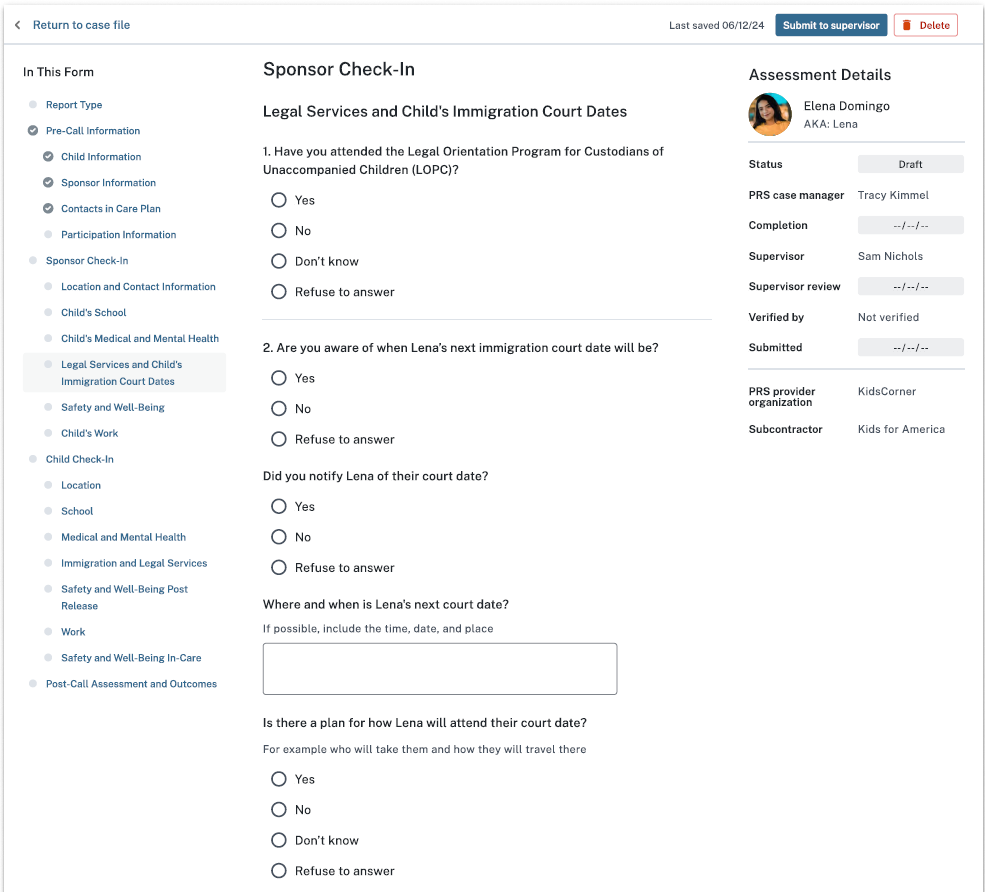 Return to case file
Last saved 06/12/24
Submit to supervisor
Delete
In This Form
Report Type
Pre-Call Information
Child Information
Sponsor Information
Contacts in Care Plan
Participation Information
Sponsor Check-In
Location and Contact Information
Child's School
Child's Medical and Mental Health
Legal Services and Child's
Immigration Court Dates
Safety and Well-Being
Child's Work
Child Check-In
Location
School
Medical and Mental Health
Immigration and Legal Services
Safety and Well-Being Post
Release
Work
Safety and Well-Being In-Care
Post-Call Assessment and Outcomes
Sponsor Check-In
Legal Services and Child's Immigration Court Dates
1. Have you attended the Legal Orientation Program for Custodians of
Unaccompanied Children (LOPC)?
Yes
No
Don't know
Refuse to answer
2. Are you aware of when Lena's next immigration court date will be?
Yes
No
Refuse to answer
Did you notify Lena of their court date?
Yes
No
Refuse to answer
Where and when is Lena's next court date?
If possible, include the time, date, and place
Is there a plan for how Lena will attend their court date?
For example who will take them and how they will travel there
Yes
No
Don't know
Refuse to answer
Assessment Details
Elena Domingo
AKA: Lena
Status Draft
PRS case manager Tracy Kimmel
Completion --/--/--
Supervisor Sam Nichols
Supervisor review --/--/--
Verified by Not verified
Submitted --/--/--
PRS provider KidsCorner
organization
Subcontractor Kids for America